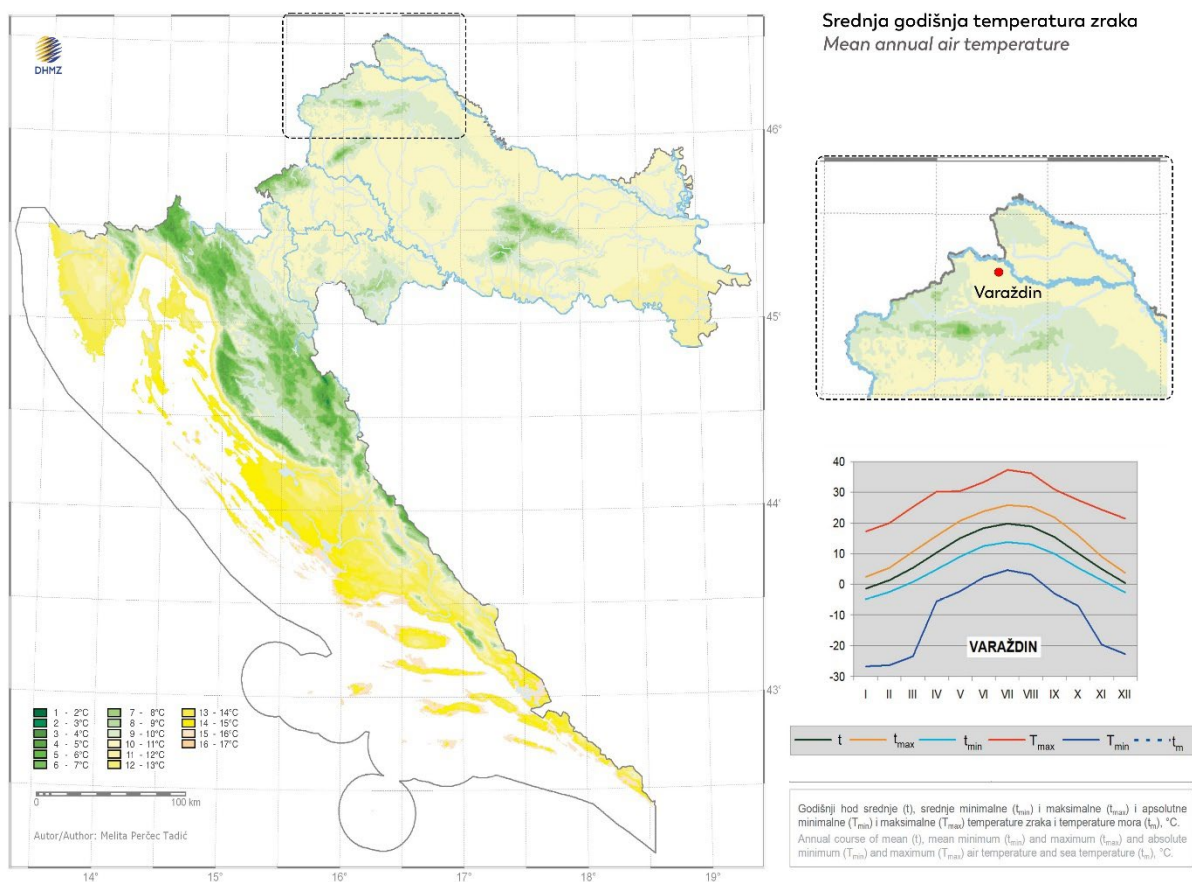 DHMZ
Srednja godišnja temperatura zraka
Mean annual air temperature
46°
45°
44°
43°
14°
15°
16°
17°
18°
19°
14°
15°
16°
17°
18°
19°
1 - 2°C
2 - 3°C
3 - 4°C
4 - 5°C
5 - 6°C
6 - 7°C
7 - 8°C
8 - 9°C
9 - 10°C
10 - 11°C
11 - 12°C
12 - 13°C
13 - 14°C
14 - 15°C
15 - 16°C
16 - 17°C
0 100 km
Autor/Author: Melita Perčec Tadić
Varaždin
40
30
20
10
0
-10
-20
-30
VARAŽDIN
I II III IV V VI VII VIII IX X XI XII
t tmax tmin Tmax Tmin tm
Godišnji hod srednje (t), srednje minimalne (tmin) i maksimalne (tmax) i apsolutne
minimalne (Tmin) i maksimalne (Tmax) temperature zraka i temperature mora (tm), °C.
Annual course of mean (t), mean minimum (tmin) and maximum (tmax) and absolute
minimum (Tmin) and maximum (Tmax) air temperature and sea temperature (tm), °C.